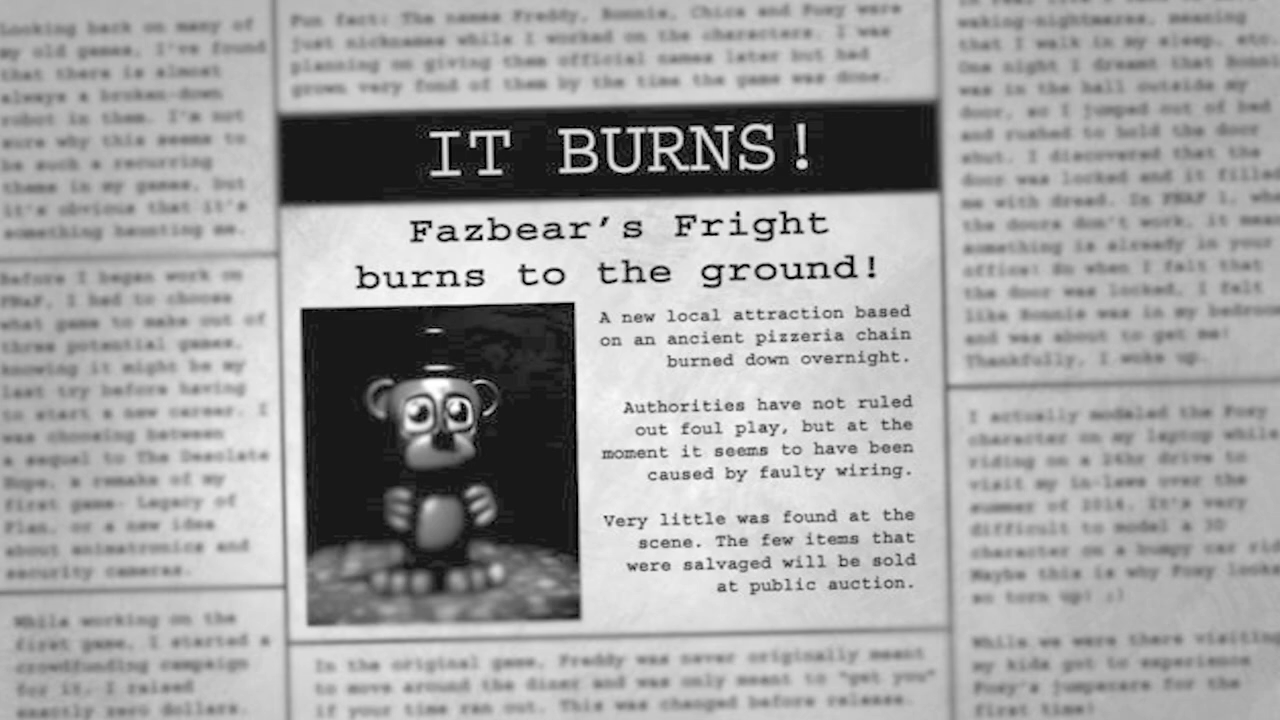 Looking back on many of
my old games, I've found
that there is almost
always a broken-down
robot in them. I'm not
sure why this seems to
be such a recurring
theme in my games, but
it's obvious that it's
something haunting me.
Before I began work on
FNaF, I had to choose
what game to make out of
three potential games,
knowing it might be my
last try before having
to start a new career. I
was choosing between
a sequel to The Desolate
Hope, a remake of my
first game- Legacy of
Flan, or a new idea
about animatronics and
security cameras.
While working on the
first game, I started a
crowdfunding campaign
for it. I raised
exactly zero dollars.
Fun fact: The names Freddy, Bonnie, Chica and Foxy were
just nicknames while I worked on the characters. I was
planning on giving them official names later but had
grown very fond of them by the time the game was done.
IT BURNS!
Fazbear's Fright
burns to the ground!
A new local attraction based
on an ancient pizzeria chain
burned down overnight.
Authorities have not ruled
out foul play, but at the
moment it seems to have been
caused by faulty wiring.
Very little was found at the
scene. The few items that
were salvaged will be sold
at public auction.
In the original game, Freddy was never originally meant
to move around the diner and was only meant to "get you"
if your time ran out. This was changed before release.
waking-nightmares, meaning
that I walk in my sleep, etc.
One night I dreamt that Bonnie
was in the hall outside my
door, so I jumped out of bed
and rushed to hold the door
shut. I discovered that the
door was locked and it filled
me with dread. In FNAF 1, whe
the doors don't work, it mean
something is already in your
office! So when I felt that
the door was locked, I felt
like Bonnie was in my bedroom
and was about to get me!
Thankfully, I woke up.
I actually modeled the Foxy
character on my laptop while
riding on a 24hr drive to
visit my in-laws over the
summer of 2014. It's very
difficult to model a 3D
character on a bumpy car rid
Maybe this is why Foxy looks
so torn up! ;)
While we were there visiting
my kids got to experience
Foxy's jumpscare for the
first time!